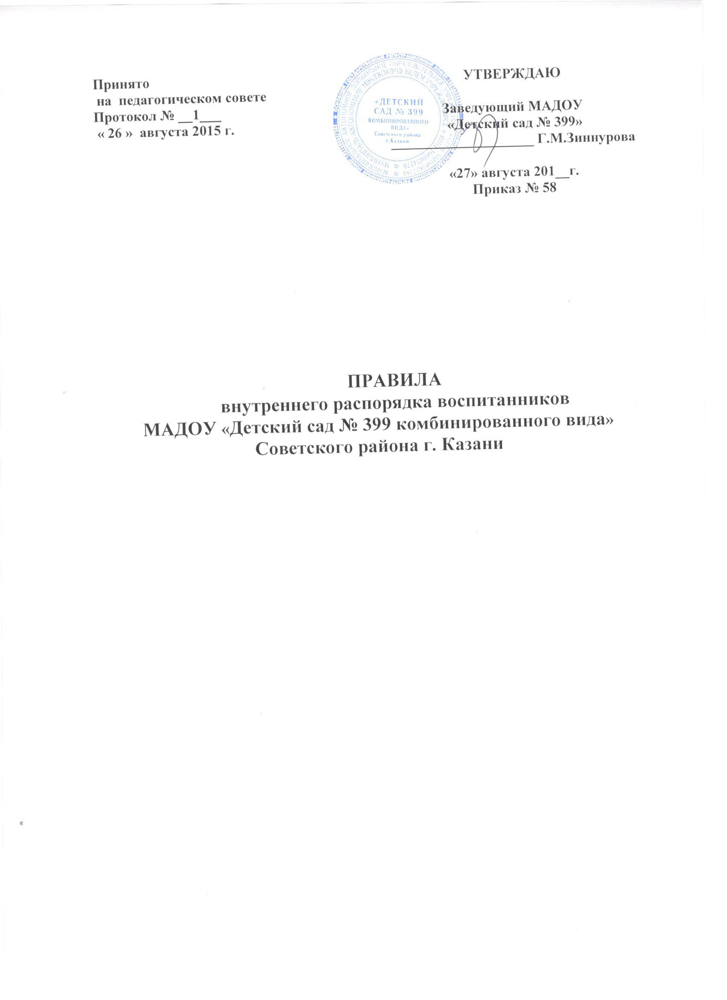 Принято
на педагогическом совете
Протокол № __1___
« 26 » августа 2015 г.
УТВЕРЖДАЮ
Заведующий МАДОУ
«Детский сад № 399»
____________________ Г.М.Зиннурова
«27» августа 201__г.
Приказ № 58
«ДЕТСКИЙ
САД № 399
КОМБИНИРОВАННОГО
ВИДА»
Советского района
г.Казани
ПРАВИЛА
внутреннего распорядка воспитанников
МАДОУ «Детский сад № 399 комбинированного вида»
Советского района г. Казани